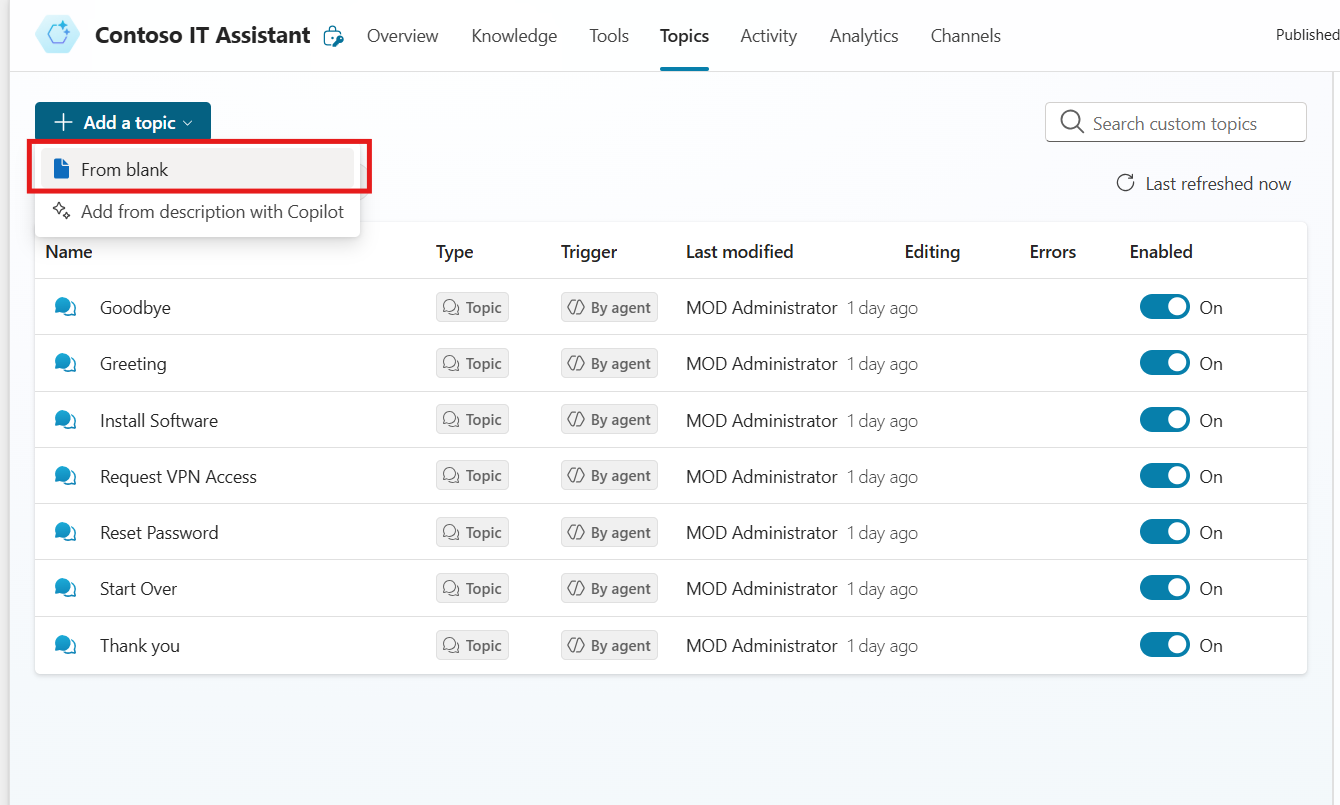 Contoso IT Assistant Overview Knowledge Tools Topics Activity Analytics Channels Published
Add a topic
Search custom topics
From blank
Last refreshed now
Add from description with Copilot
Name Type Trigger Last modified Editing Errors Enabled
Goodbye Topic By agent MOD Administrator 1 day ago On
Greeting Topic By agent MOD Administrator 1 day ago On
Install Software Topic By agent MOD Administrator 1 day ago On
Request VPN Access Topic By agent MOD Administrator 1 day ago On
Reset Password Topic By agent MOD Administrator 1 day ago On
Start Over Topic By agent MOD Administrator 1 day ago On
Thank you Topic By agent MOD Administrator 1 day ago On